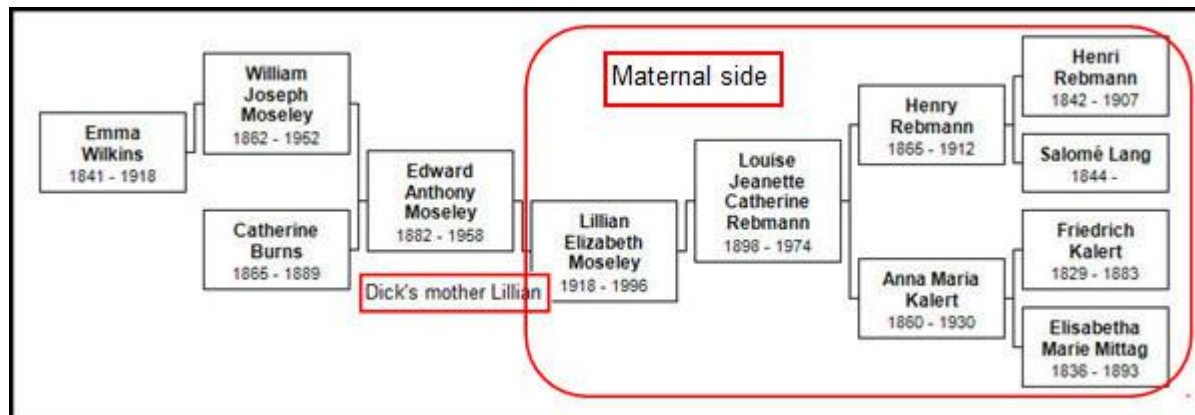 Emma
Wilkins
1841 - 1918
William
Joseph
Moseley
1862 - 1952
Catherine
Burns
1865 - 1889
Edward
Anthony
Moseley
1882 - 1958
Dick's mother Lillian
Lillian
Elizabeth
Moseley
1918 - 1996
Maternal side
Louise
Jeanette
Catherine
Rebmann
1898 - 1974
Henry
Rebmann
1865 - 1912
Anna Maria
Kalert
1860 - 1930
Henri
Rebmann
1842 - 1907
Salomé Lang
1844 -
Friedrich
Kalert
1829 - 1883
Elisabetha
Marie Mittag
1836 - 1893